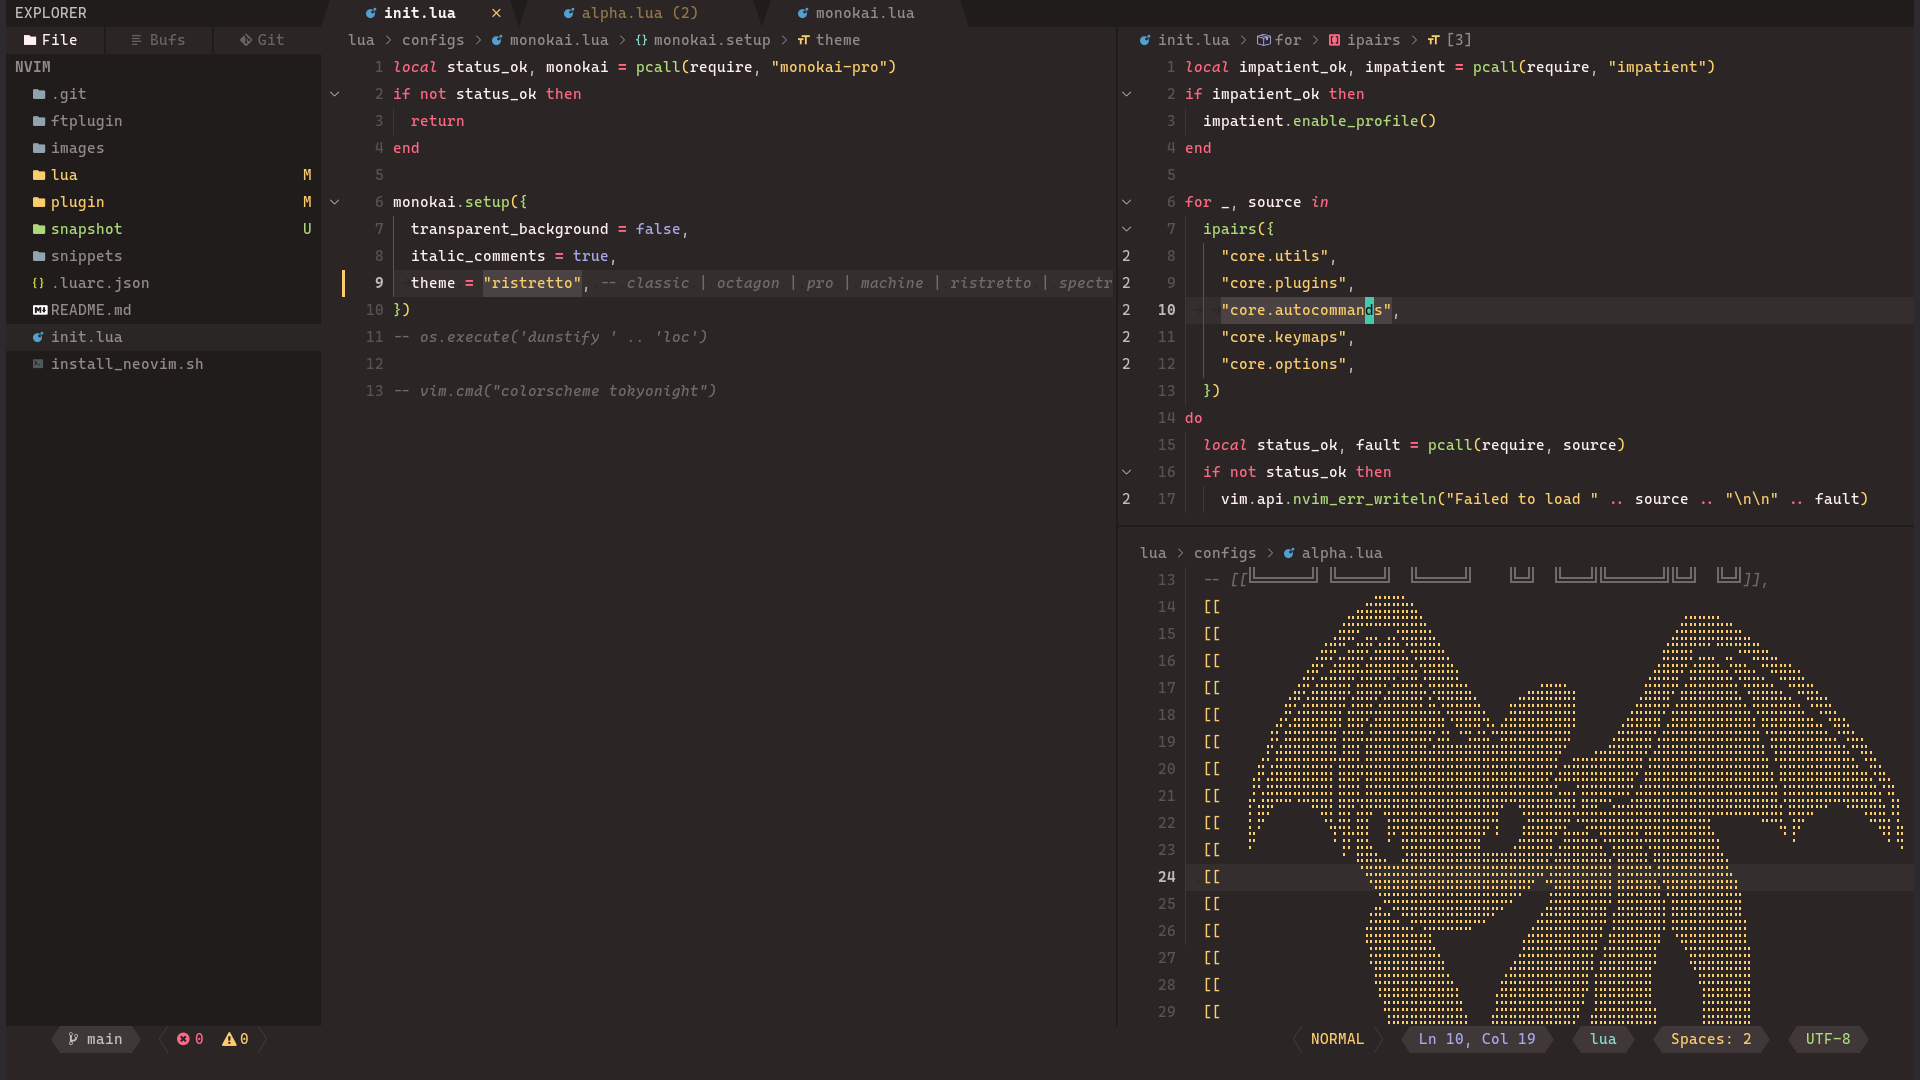 EXPLORER
File
Bufs
Git
NVIM
.git
ftplugin
images
lua M
plugin M
snapshot U
snippets
{} .luarc.json
README.md
init.lua
install_neovim.sh
init.lua ×
alpha.lua (2)
monokai.lua
lua > configs > monokai.lua > {} monokai.setup > theme
1 local status_ok, monokai = pcall(require, "monokai-pro")
2 if not status_ok then
3 return
4 end
5
6 monokai.setup({
7 transparent_background = false,
8 italic_comments = true,
9 theme = "ristretto", -- classic | octagon | pro | machine | ristretto | spectr
10 })
11 -- os.execute('dunstify ' .. 'loc')
12
13 -- vim.cmd("colorscheme tokyonight")
init.lua > for > ipairs > [3]
1 local impatient_ok, impatient = pcall(require, "impatient")
2 if impatient_ok then
3 impatient.enable_profile()
4 end
5
6 for _, source in
7 ipairs({
2 8 "core.utils",
2 9 "core.plugins",
2 10 "core.autocommands",
2 11 "core.keymaps",
2 12 "core.options",
13 })
14 do
15 local status_ok, fault = pcall(require, source)
16 if not status_ok then
2 17 vim.api.nvim_err_writeln("Failed to load " .. source .. "\n\n" .. fault)
lua > configs > alpha.lua
13 -- [[╚══════╝ ╚═════╝  ╚═════╝    ╚═╝  ╚═══╝╚══════╝╚═╝  ╚═╝]],
14 [[
15 [[
16 [[
17 [[
18 [[
19 [[
20 [[
21 [[
22 [[
23 [[
24 [[
25 [[
26 [[
27 [[
28 [[
29 [[
main
0 0
NORMAL
Ln 10, Col 19
lua
Spaces: 2
UTF-8